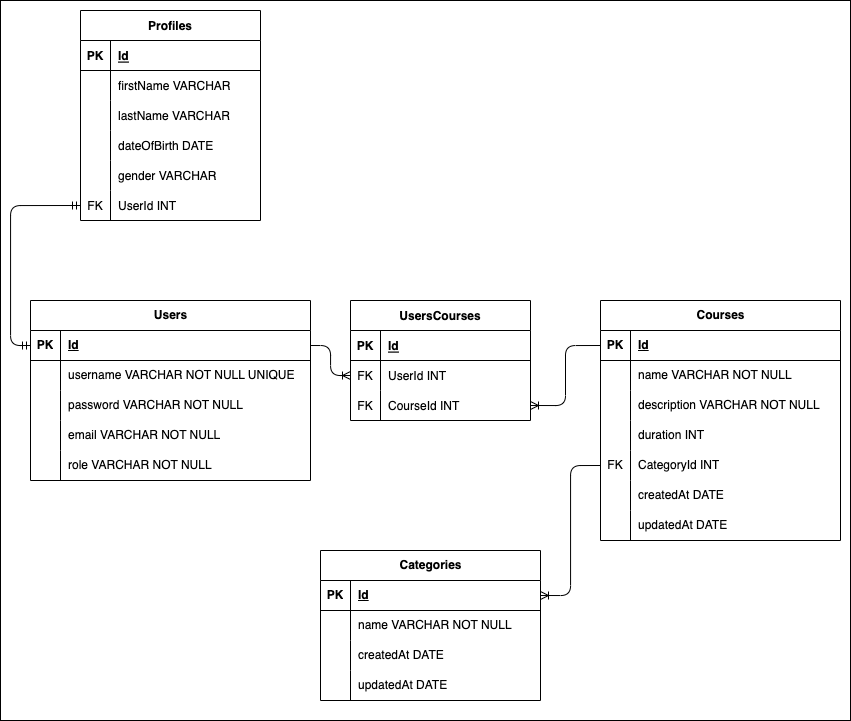 Profiles
PK Id
firstName VARCHAR
lastName VARCHAR
dateOfBirth DATE
gender VARCHAR
FK UserId INT
Users
PK Id
username VARCHAR NOT NULL UNIQUE
password VARCHAR NOT NULL
email VARCHAR NOT NULL
role VARCHAR NOT NULL
UsersCourses
PK Id
FK UserId INT
FK CourseId INT
Courses
PK Id
name VARCHAR NOT NULL
description VARCHAR NOT NULL
duration INT
FK CategoryId INT
createdAt DATE
updatedAt DATE
Categories
PK Id
name VARCHAR NOT NULL
createdAt DATE
updatedAt DATE